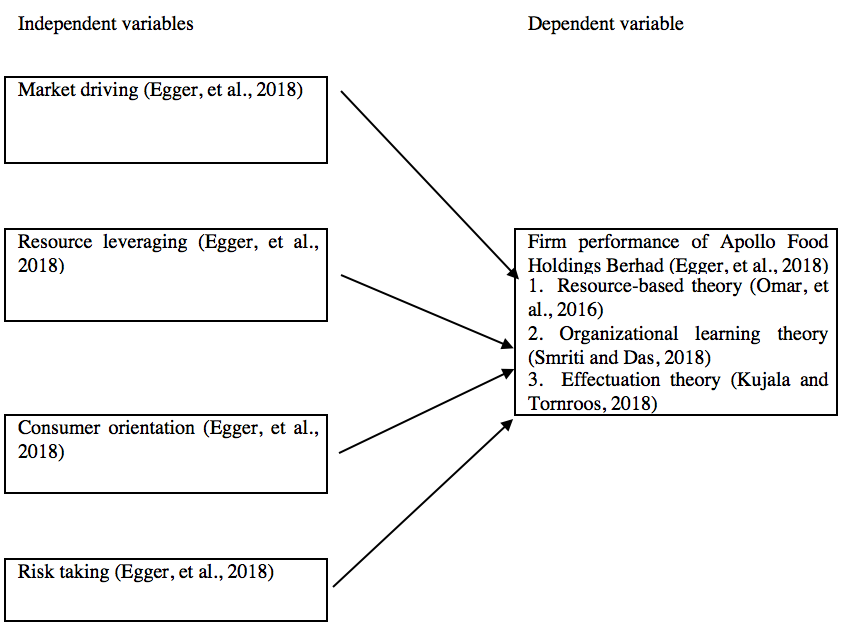 Independent variables
Dependent variable
Market driving (Egger, et al., 2018)
Resource leveraging (Egger, et al.,
2018)
Firm performance of Apollo Food
Holdings Berhad (Egger, et al., 2018)
1. Resource-based theory (Omar, et
al., 2016)
2. Organizational learning theory
(Smriti and Das, 2018)
3. Effectuation theory (Kujala and
Tornroos, 2018)
Consumer orientation (Egger, et al.,
2018)
Risk taking (Egger, et al., 2018)